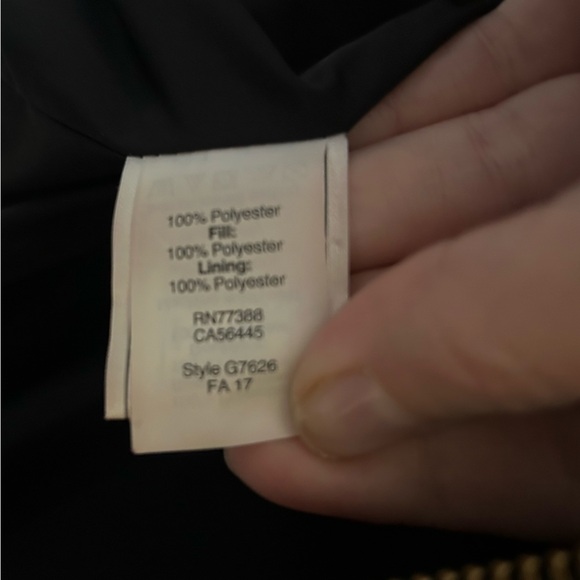 100% Polyester
Fill:
100% Polyester
Lining:
100% Polyester
RN77388
CA56445
Style G7626
FA 17